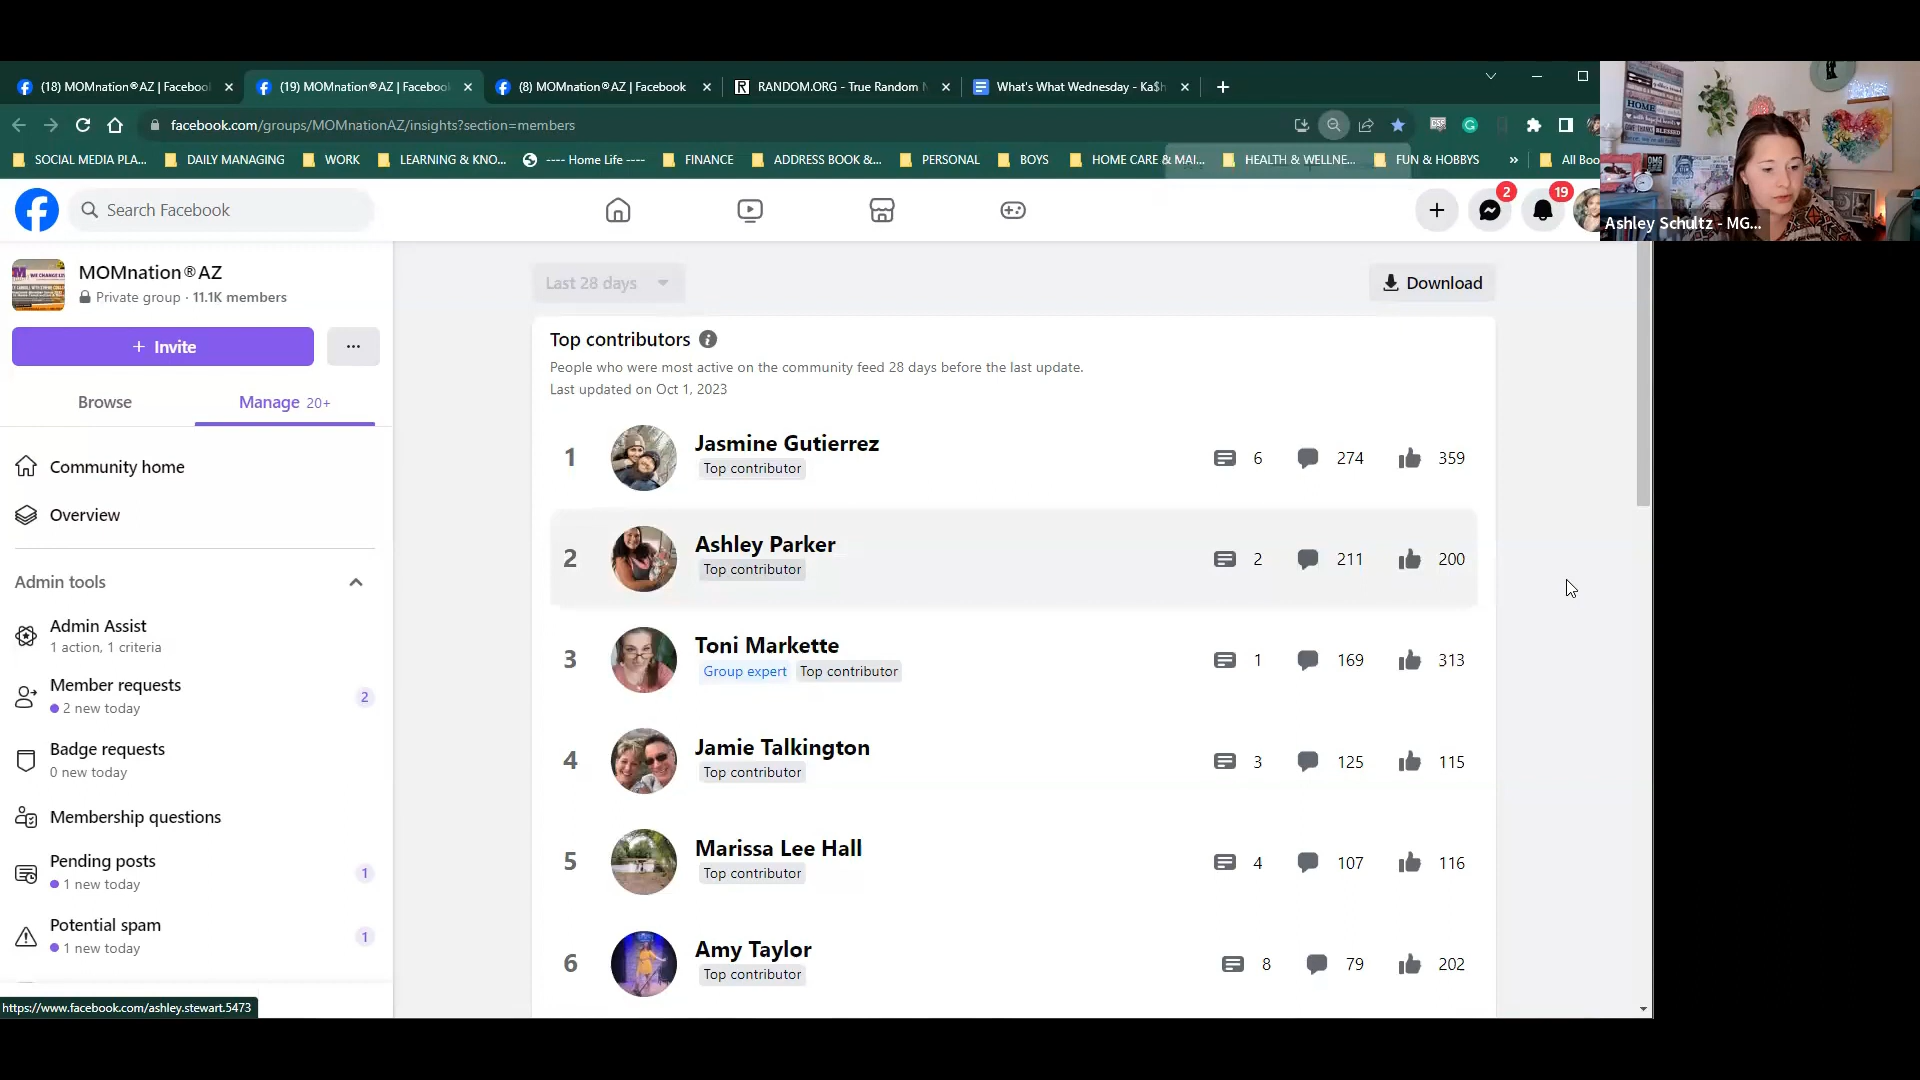 (18) MOMnation®AZ | Faceboo
(19) MOMnation®AZ | Facebook
(8) MOMnation®AZ | Facebook
RANDOM.ORG - True Random
What's What Wednesday - Ka$h
facebook.com/groups/MOMnationAZ/insights?section=members
SOCIAL MEDIA PLA...
DAILY MANAGING
WORK
LEARNING & KNO...
---- Home Life ----
FINANCE
ADDRESS BOOK &...
PERSONAL
BOYS
HOME CARE & MAI...
HEALTH & WELLNE...
FUN & HOBBYS
»
All Boo
Ashley Schultz - MG...
Search Facebook
2
19
MOMnation®AZ
Private group · 11.1K members
+ Invite
...
Browse
Manage 20+
Community home
Overview
Admin tools
Admin Assist
1 action, 1 criteria
Member requests
2 new today
2
Badge requests
0 new today
Membership questions
Pending posts
1 new today
1
Potential spam
1 new today
1
https://www.facebook.com/ashley.stewart.5473
Last 28 days
Download
Top contributors
People who were most active on the community feed 28 days before the last update.
Last updated on Oct 1, 2023
1 Jasmine Gutierrez 6 274 359
Top contributor
2 Ashley Parker 2 211 200
Top contributor
3 Toni Markette 1 169 313
Group expert Top contributor
4 Jamie Talkington 3 125 115
Top contributor
5 Marissa Lee Hall 4 107 116
Top contributor
6 Amy Taylor 8 79 202
Top contributor